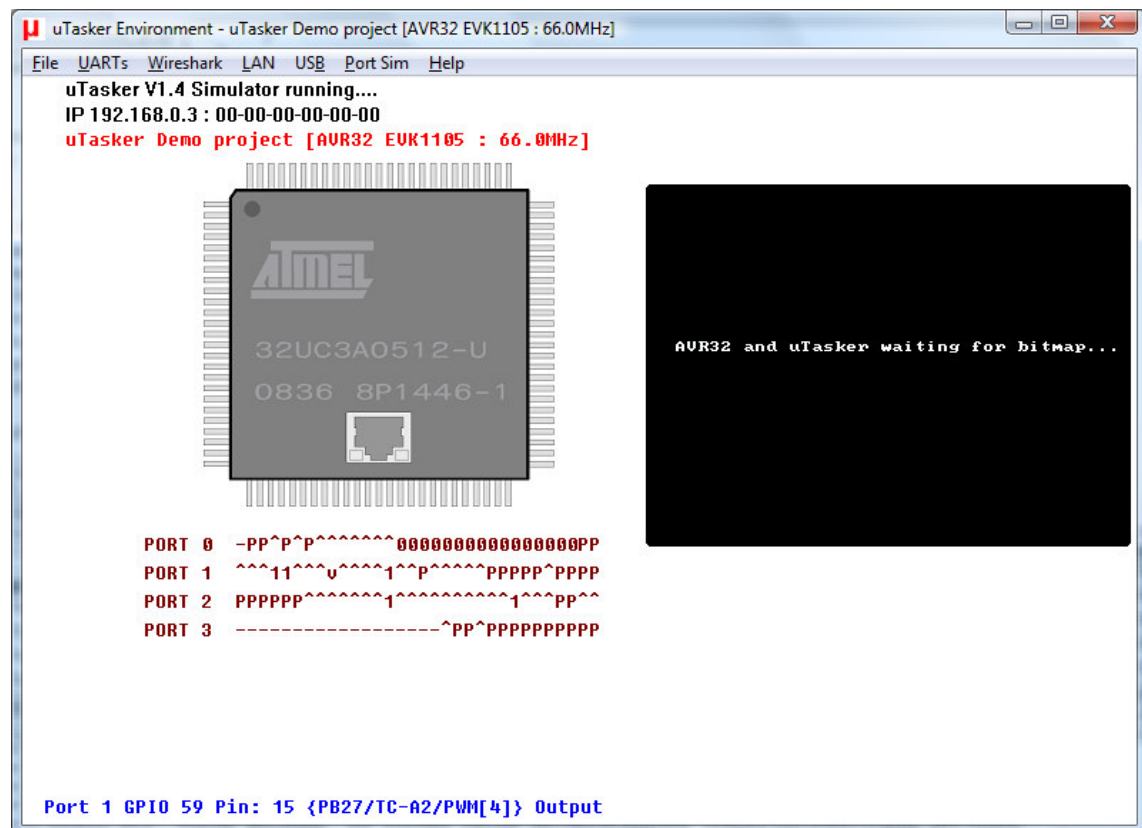 uTasker Environment - uTasker Demo project [AVR32 EVK1105 : 66.0MHz]
File UARTs Wireshark LAN USB Port Sim Help
uTasker V1.4 Simulator running....
IP 192.168.0.3 : 00-00-00-00-00-00
uTasker Demo project [AVR32 EVK1105 : 66.0MHz]
ATMEL
32UC3A0512-U
0836 8P1446-1
AVR32 and uTasker waiting for bitmap...
PORT 0 -PP^P^P^^^^^^^0000000000000000PP
PORT 1 ^^^11^^^v^^^^1^^P^^^^^PPPPP^PPPP
PORT 2 PPPPPP^^^^^^^1^^^^^^^^^^1^^^PP^^
PORT 3 ------------------^PP^PPPPPPPPPP
Port 1 GPIO 59 Pin: 15 {PB27/TC-A2/PWM[4]} Output